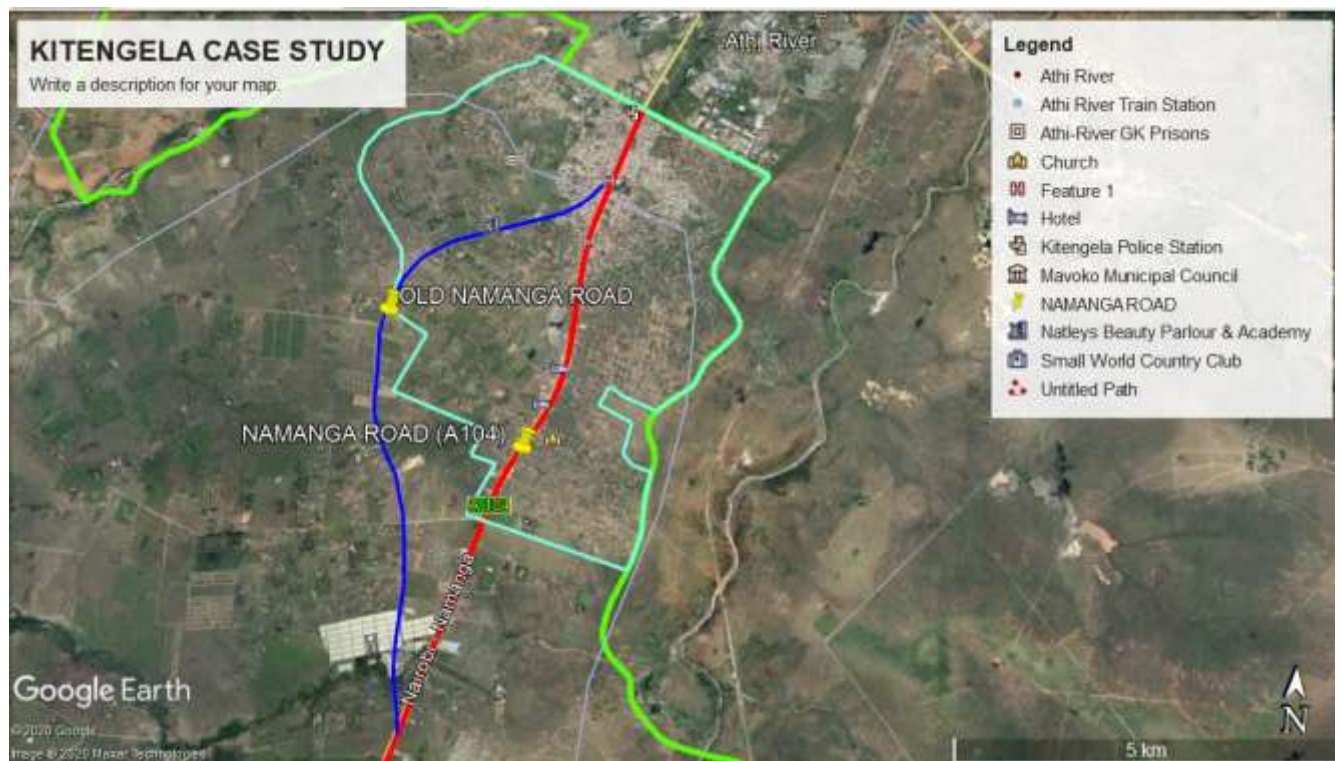 KITENGELA CASE STUDY
Write a description for your map.
Athi River
Legend
Athi River
Athi River Train Station
Athi-River GK Prisons
Church
Feature 1
Hotel
Kitengela Police Station
Mavoko Municipal Council
NAMANGA ROAD
Natleys Beauty Parlour & Academy
Small World Country Club
Untitled Path
OLD NAMANGA ROAD
NAMANGA ROAD (A104)
A104
Nairobi - Namanga
Google Earth
© 2020 Google
Image © 2020 Maxar Technologies
N
5 km